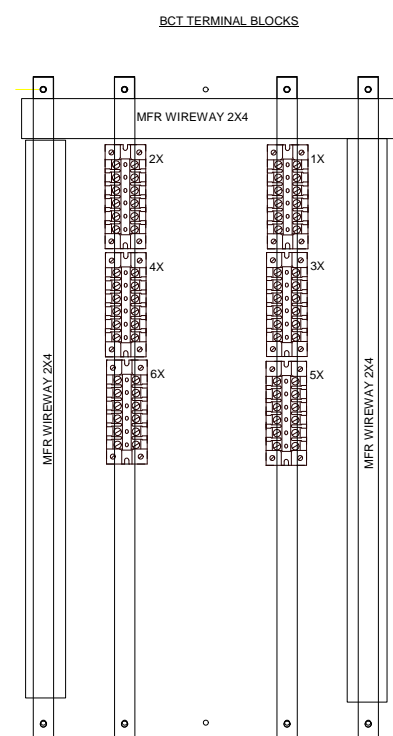 BCT TERMINAL BLOCKS
MFR WIREWAY 2X4
2X
1X
4X
3X
6X
5X
MFR WIREWAY 2X4
MFR WIREWAY 2X4